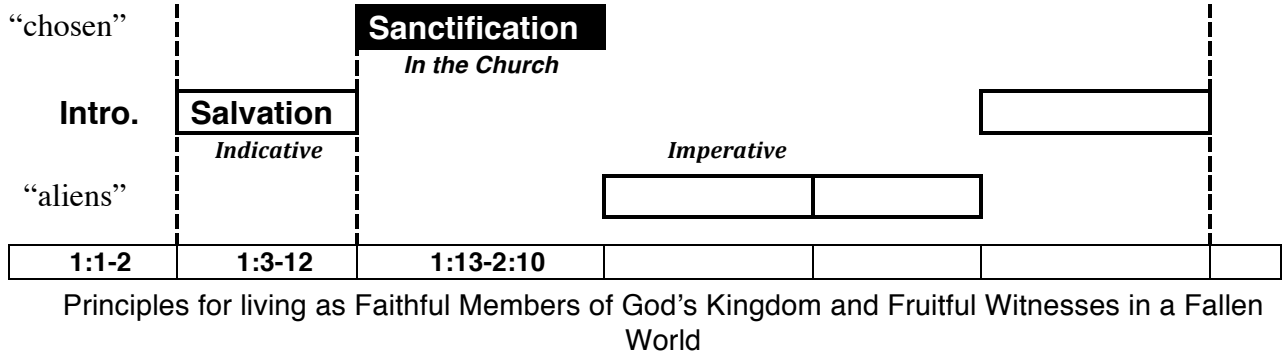 “chosen”
Sanctification
In the Church
Intro.
Salvation
Indicative
Imperative
“aliens”
1:1-2
1:3-12
1:13-2:10
Principles for living as Faithful Members of God’s Kingdom and Fruitful Witnesses in a Fallen
World